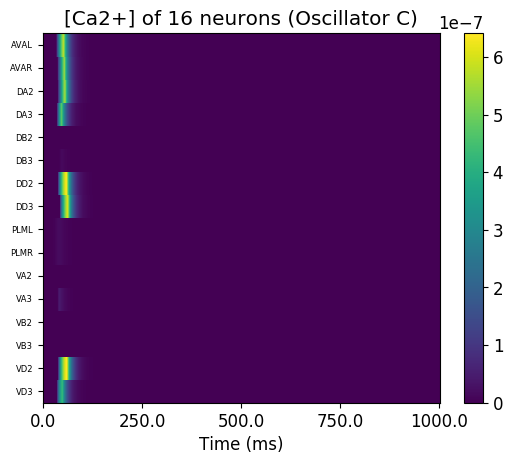 [Ca2+] of 16 neurons (Oscillator C)
1e−7
AVAL
AVAR
DA2
DA3
DB2
DB3
DD2
DD3
PLML
PLMR
VA2
VA3
VB2
VB3
VD2
VD3
6
5
4
3
2
1
0
0.0 250.0 500.0 750.0 1000.0
Time (ms)